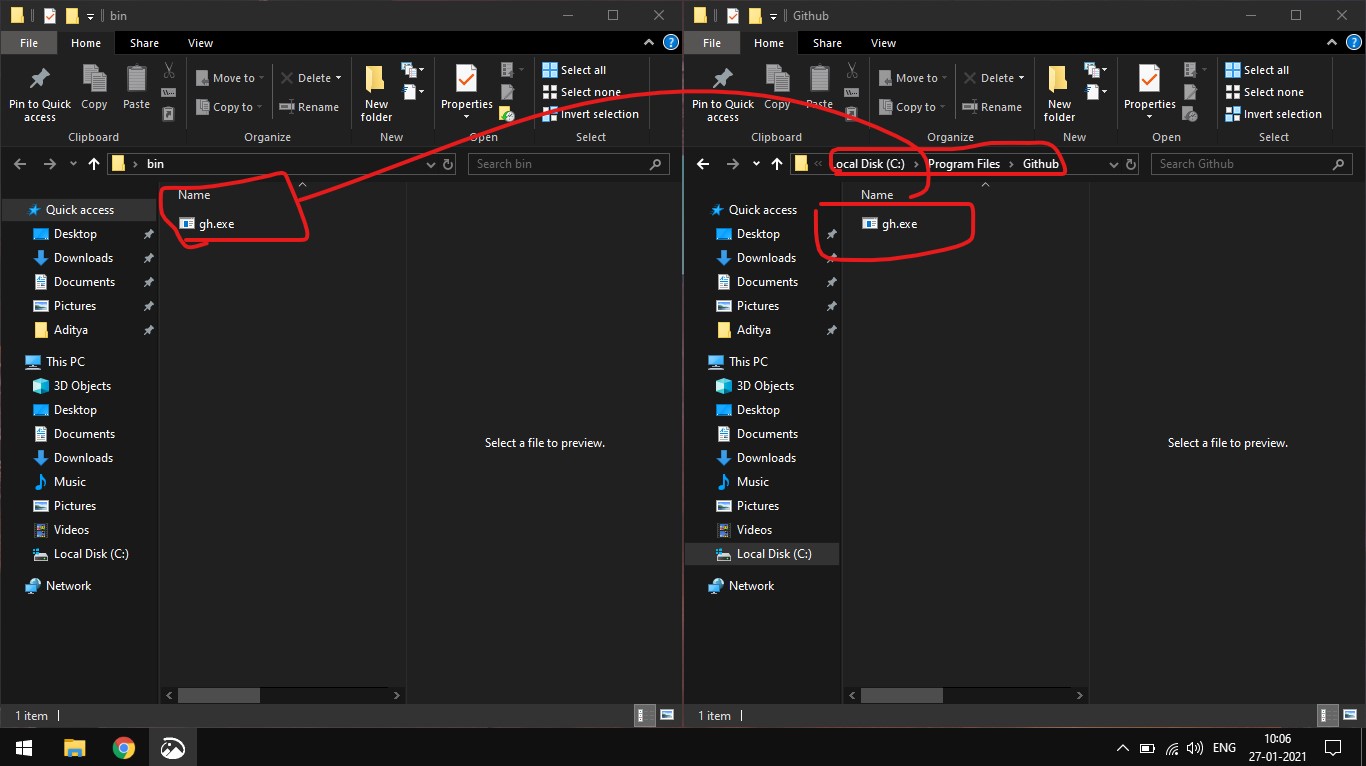 bin
File Home Share View
Pin to Quick access
Copy
Paste
Move to
Copy to
Delete
Rename
New folder
Properties
Select all
Select none
Invert selection
Clipboard Organize New Open Select
bin
Search bin
Name
gh.exe
Quick access
Desktop
Downloads
Documents
Pictures
Aditya
This PC
3D Objects
Desktop
Documents
Downloads
Music
Pictures
Videos
Local Disk (C:)
Network
Select a file to preview.
1 item
Github
File Home Share View
Pin to Quick access
Copy
Paste
Move to
Copy to
Delete
Rename
New folder
Properties
Select all
Select none
Invert selection
Clipboard Organize New Open Select
Local Disk (C:) > Program Files > Github
Search Github
Name
gh.exe
Quick access
Desktop
Downloads
Documents
Pictures
Aditya
This PC
3D Objects
Desktop
Documents
Downloads
Music
Pictures
Videos
Local Disk (C:)
Network
Select a file to preview.
1 item
ENG
10:06
27-01-2021